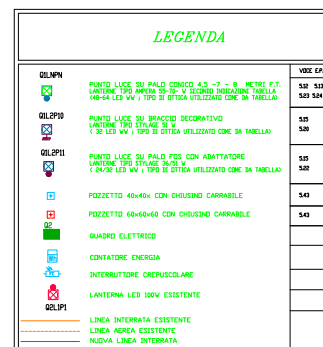 LEGENDA
VOCE E.P.
Q1LNPN
PUNTO LUCE SU PALO CONICO 4,5 -7 - 8 METRI F.T.
LANTERNE TIPO AMPERA 55-70- W SECONDO INDICAZIONI TABELLA
(48-64 LED WW ; TIPO DI OTTICA UTILIZZATO COME DA TABELLA)
5.12 5.13
5.23 5.24
Q1L2P10
PUNTO LUCE SU BRACCIO DECORATIVO
LANTERNE TIPO STYLAGE 51 W
( 32 LED WW ; TIPO DI OTTICA UTILIZZATO COME DA TABELLA)
5.15
5.20
Q1L2P11
PUNTO LUCE SU PALO FOS CON ADATTATORE
LANTERNE TIPO STYLAGE 36/51 W
( 24/32 LED WW ; TIPO DI OTTICA UTILIZZATO COME DA TABELLA)
5.15
5.22
POZZETTO 40x40x CON CHIUSINO CARRABILE
5.43
POZZETTO 60x60x60 CON CHIUSINO CARRABILE
5.43
Q2
QUADRO ELETTRICO
Wh
CONTATORE ENERGIA
INTERRUTTORE CREPUSCOLARE
LANTERNA LED 100W ESISTENTE
Q2L1P1
LINEA INTERRATA ESISTENTE
LINEA AEREA ESISTENTE
NUOVA LINEA INTERRATA